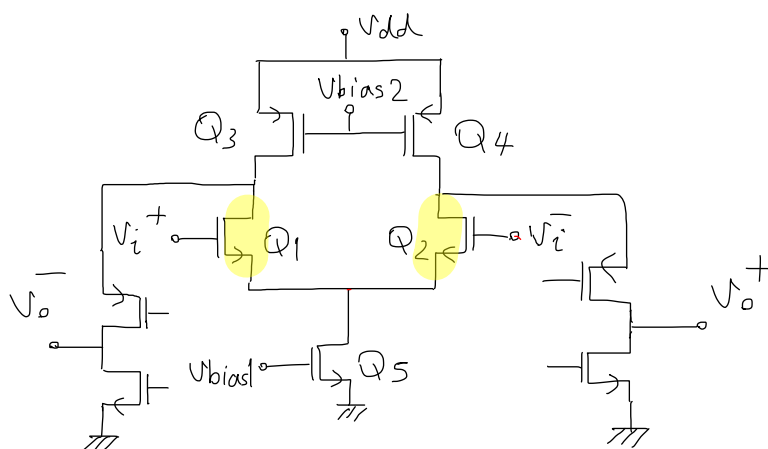 Vdd
Vbias2
Q3
Q4
Vi+
Q1
Q2
Vi-
Vo-
Vo+
Vbias1
Q5